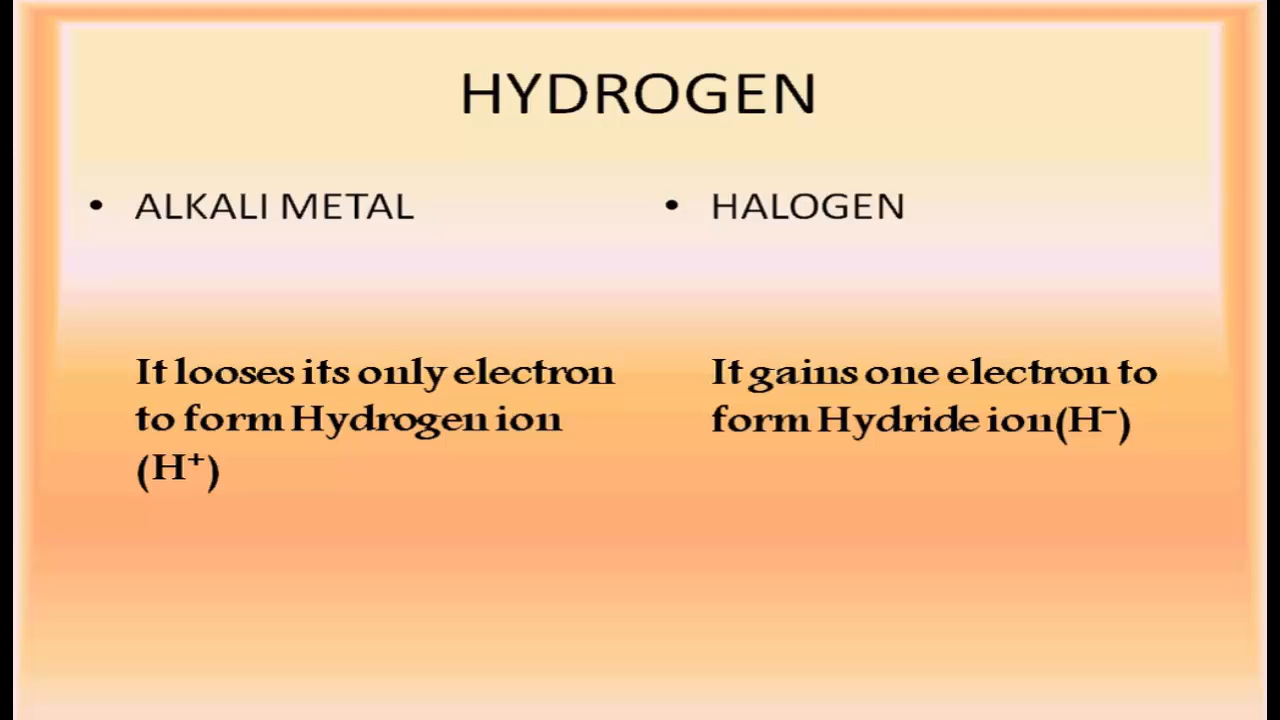 HYDROGEN
• ALKALI METAL
It looses its only electron
to form Hydrogen ion
(H⁺)
• HALOGEN
It gains one electron to
form Hydride ion(H⁻)